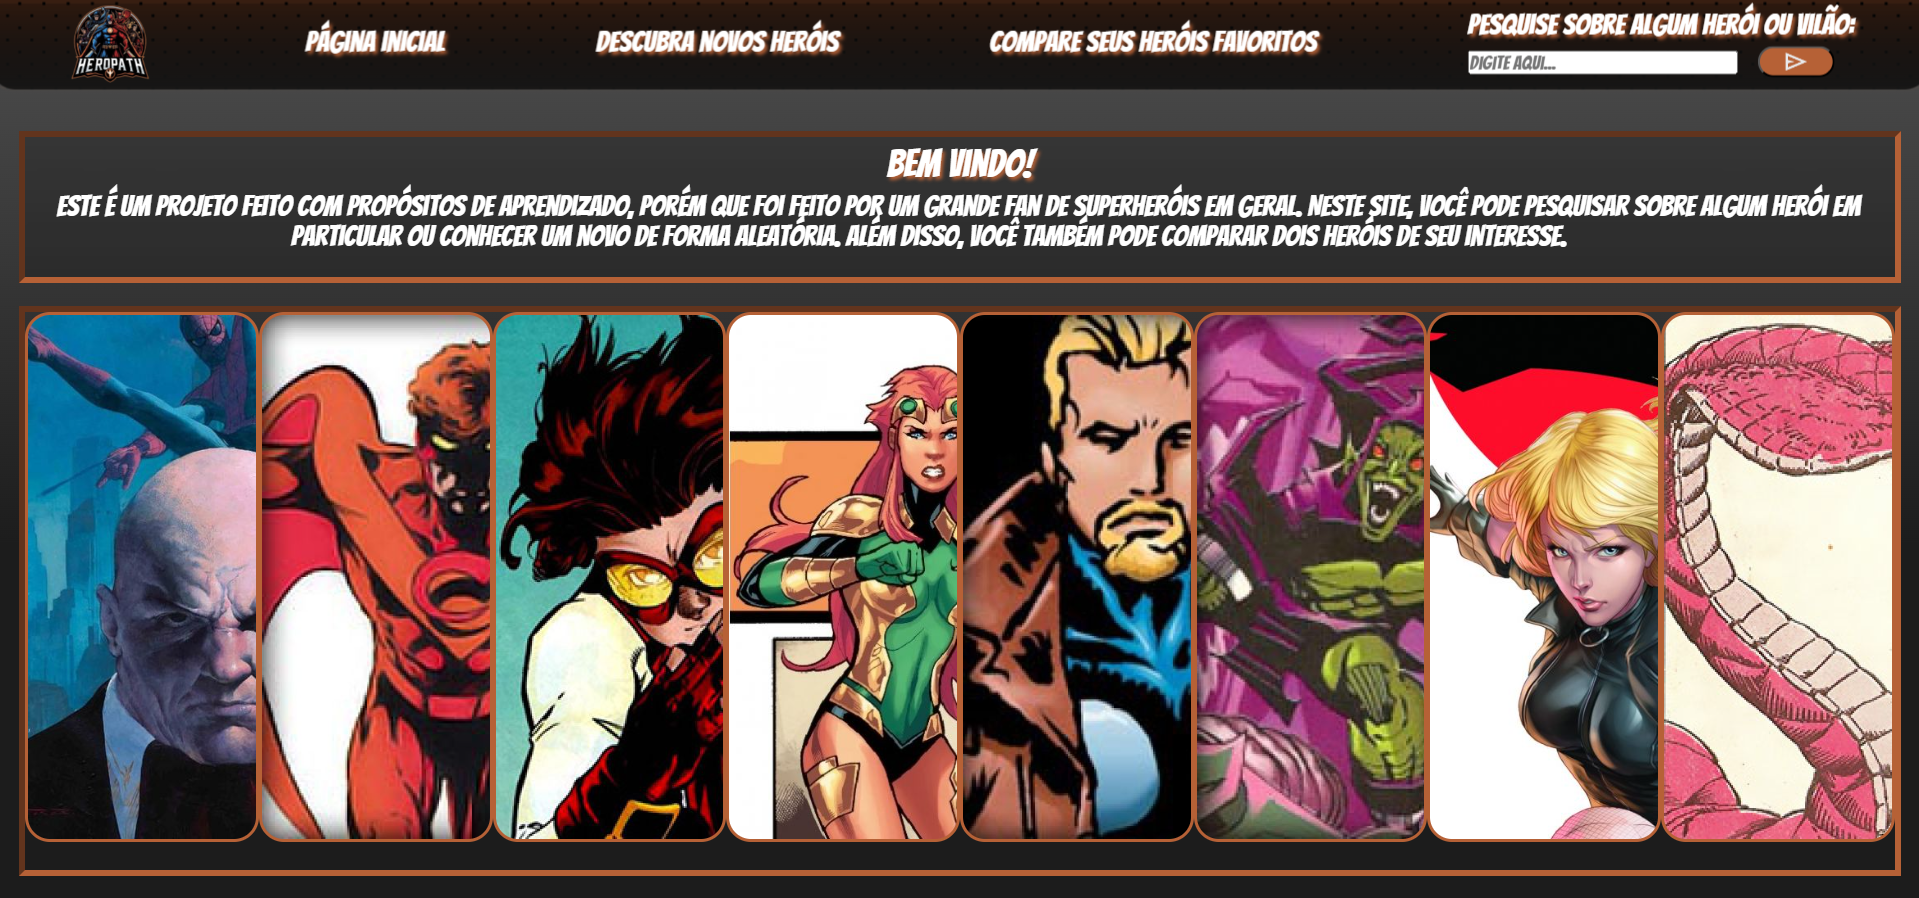 HEROPATH
PÁGINA INICIAL
DESCUBRA NOVOS HERÓIS
COMPARE SEUS HERÓIS FAVORITOS
PESQUISE SOBRE ALGUM HERÓI OU VILÃO:
DIGITE AQUI...
BEM VINDO!
ESTE É UM PROJETO FEITO COM PROPÓSITOS DE APRENDIZADO, PORÉM QUE FOI FEITO POR UM GRANDE FAN DE SUPERHERÓIS EM GERAL. NESTE SITE, VOCÊ PODE PESQUISAR SOBRE ALGUM HERÓI EM
PARTICULAR OU CONHECER UM NOVO DE FORMA ALEATÓRIA. ALÉM DISSO, VOCÊ TAMBÉM PODE COMPARAR DOIS HERÓIS DE SEU INTERESSE.